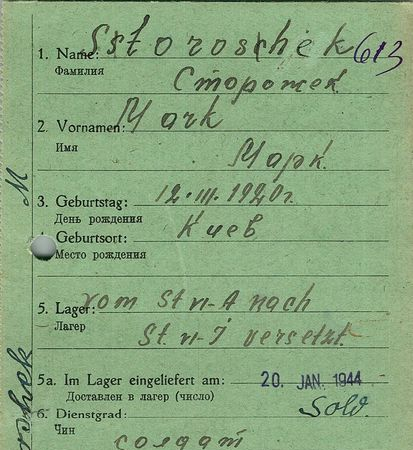 Sstoroschek 613
1. Name:
Фамилия
Сторожек
2. Vornamen: Mark
Имя
Марк.
3. Geburtstag: 12.III.1920г.
День рождения
4. Geburtsort: Киев
Место рождения
5. Lager: vom St VI-A nach
Лагер
St. VI-J versetzt.
5a. Im Lager eingeliefert am: 20. JAN. 1944
Доставлен в лагер (число)
6. Dienstgrad: Sold.
Чин
солдат
M